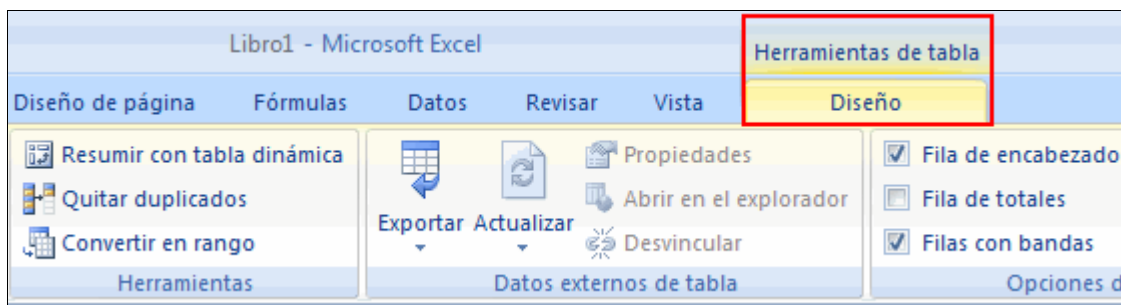 Libro1 - Microsoft Excel
Herramientas de tabla
Diseño de página Fórmulas Datos Revisar Vista Diseño
Resumir con tabla dinámica
Quitar duplicados
Convertir en rango
Herramientas
Exportar Actualizar
Propiedades
Abrir en el explorador
Desvincular
Datos externos de tabla
Fila de encabezado
Fila de totales
Filas con bandas
Opciones d